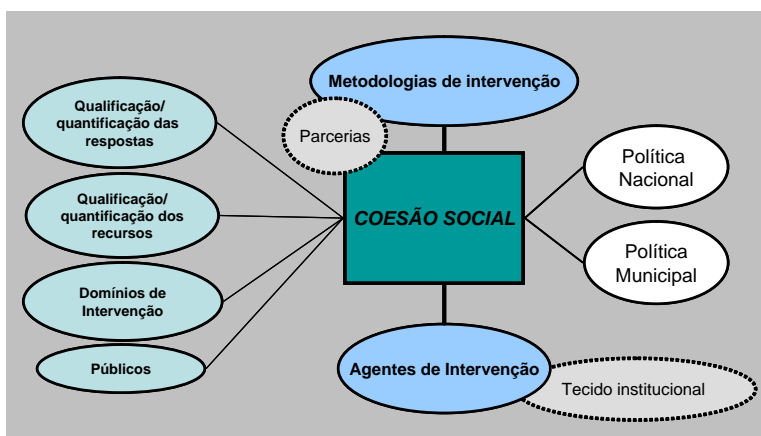 Metodologias de intervenção
Parcerias
Qualificação/
quantificação das
respostas
Qualificação/
quantificação dos
recursos
Domínios de
Intervenção
Públicos
COESÃO SOCIAL
Política
Nacional
Política
Municipal
Agentes de Intervenção
Tecido institucional